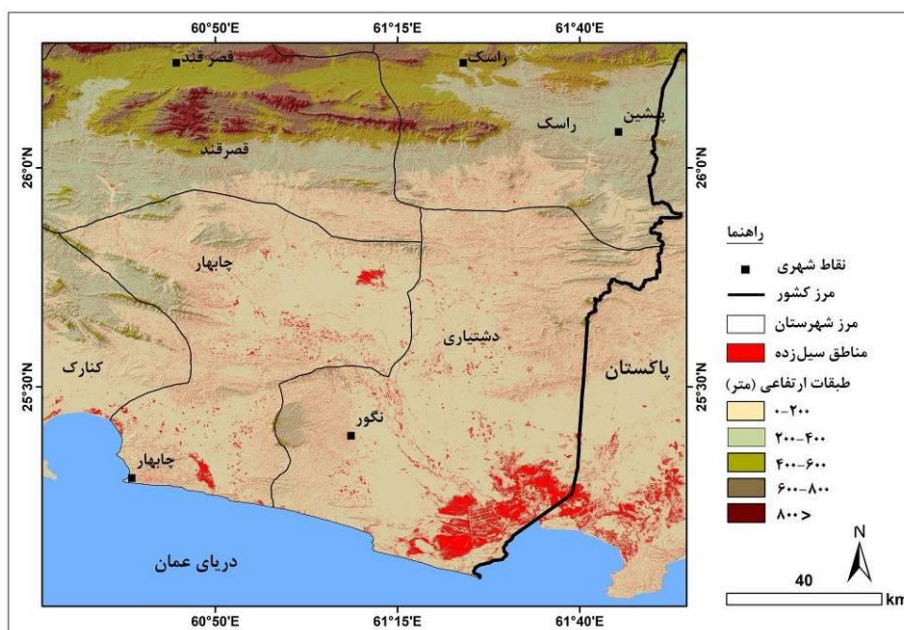 60°50'E 61°15'E 61°40'E
قصر قند
راسک
پیشین
راسک
قصرقند
26°0'N
26°0'N
چابهار
دشتیاری
پاکستان
کنارک
25°30'N
25°30'N
نگور
چابهار
دریای عمان
60°50'E 61°15'E 61°40'E
راهنما
نقاط شهری
مرز کشور
مرز شهرستان
مناطق سیل‌زده
طبقات ارتفاعی (متر)
۰-۲۰۰
۲۰۰-۴۰۰
۴۰۰-۶۰۰
۶۰۰-۸۰۰
۸۰۰<
N
40
km